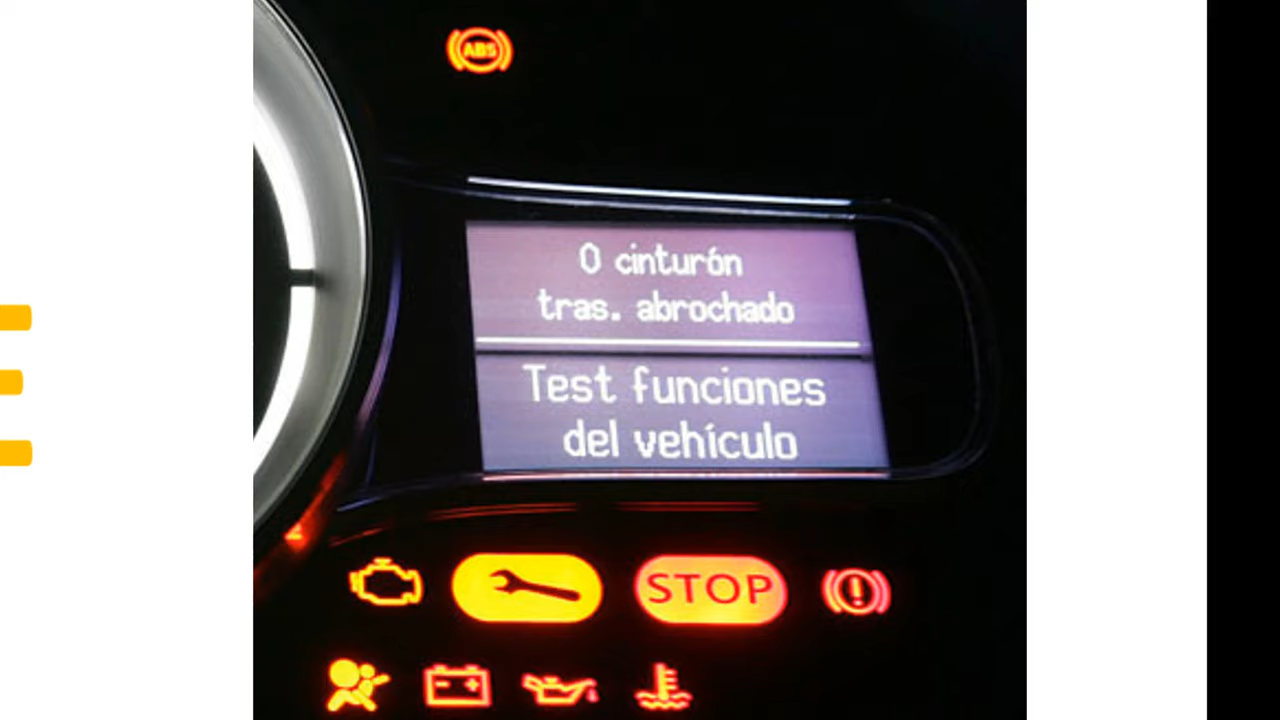 ABS
0 cinturón
tras. abrochado
Test funciones
del vehículo
STOP